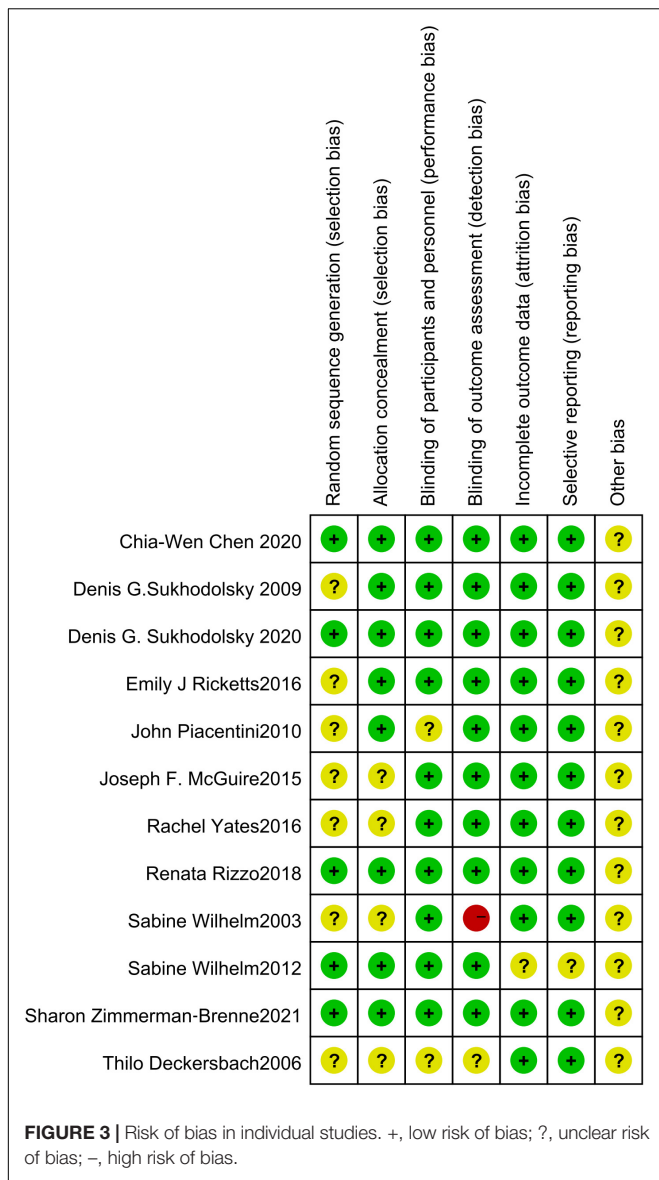 Random sequence generation (selection bias)
Allocation concealment (selection bias)
Blinding of participants and personnel (performance bias)
Blinding of outcome assessment (detection bias)
Incomplete outcome data (attrition bias)
Selective reporting (reporting bias)
Other bias
Chia-Wen Chen 2020 + + + + + + ?
Denis G.Sukhodolsky 2009 ? + + + + + ?
Denis G. Sukhodolsky 2020 + + + + + + ?
Emily J Ricketts2016 ? + + + + + ?
John Piacentini2010 ? + ? + + + ?
Joseph F. McGuire2015 ? ? + + + + ?
Rachel Yates2016 ? ? + + + + ?
Renata Rizzo2018 + + + + + + ?
Sabine Wilhelm2003 ? ? + - + + ?
Sabine Wilhelm2012 + + + + ? ? ?
Sharon Zimmerman-Brenne2021 + + + + + + ?
Thilo Deckersbach2006 ? ? ? ? + + ?
FIGURE 3 | Risk of bias in individual studies. +, low risk of bias; ?, unclear risk
of bias; –, high risk of bias.